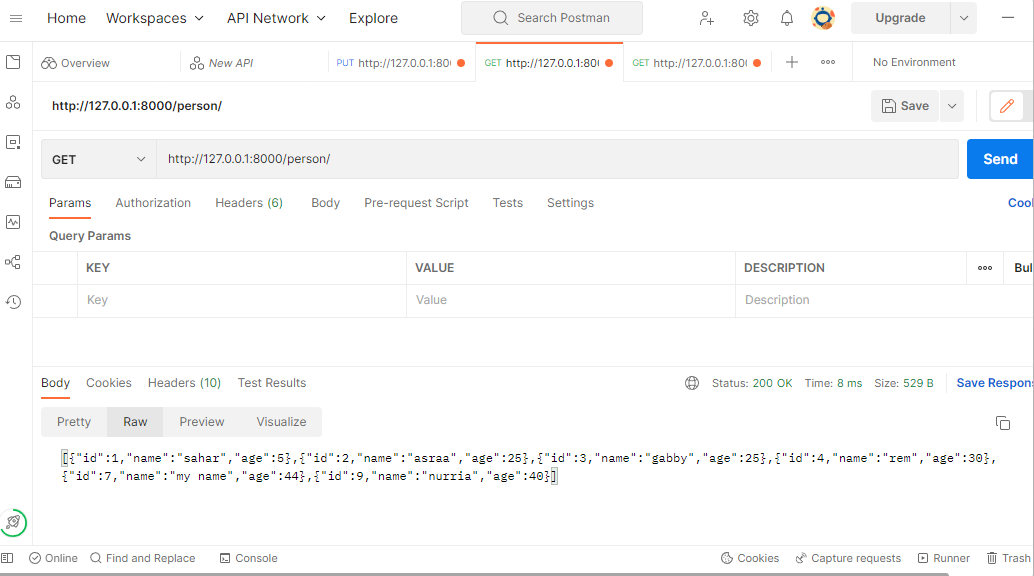 Home Workspaces API Network Explore Search Postman Upgrade
Overview New API PUT http://127.0.0.1:80 GET http://127.0.0.1:80 GET http://127.0.0.1:80 No Environment
http://127.0.0.1:8000/person/ Save
GET http://127.0.0.1:8000/person/ Send
Params Authorization Headers (6) Body Pre-request Script Tests Settings
Query Params
KEY VALUE DESCRIPTION
Key Value Description
Body Cookies Headers (10) Test Results Status: 200 OK Time: 8 ms Size: 529 B Save Respon
Pretty Raw Preview Visualize
[{"id":1,"name":"sahar","age":5},{"id":2,"name":"asraa","age":25},{"id":3,"name":"gabby","age":25},{"id":4,"name":"rem","age":30},
{"id":7,"name":"my name","age":44},{"id":9,"name":"nurria","age":40}]
Online Find and Replace Console Cookies Capture requests Runner Trash